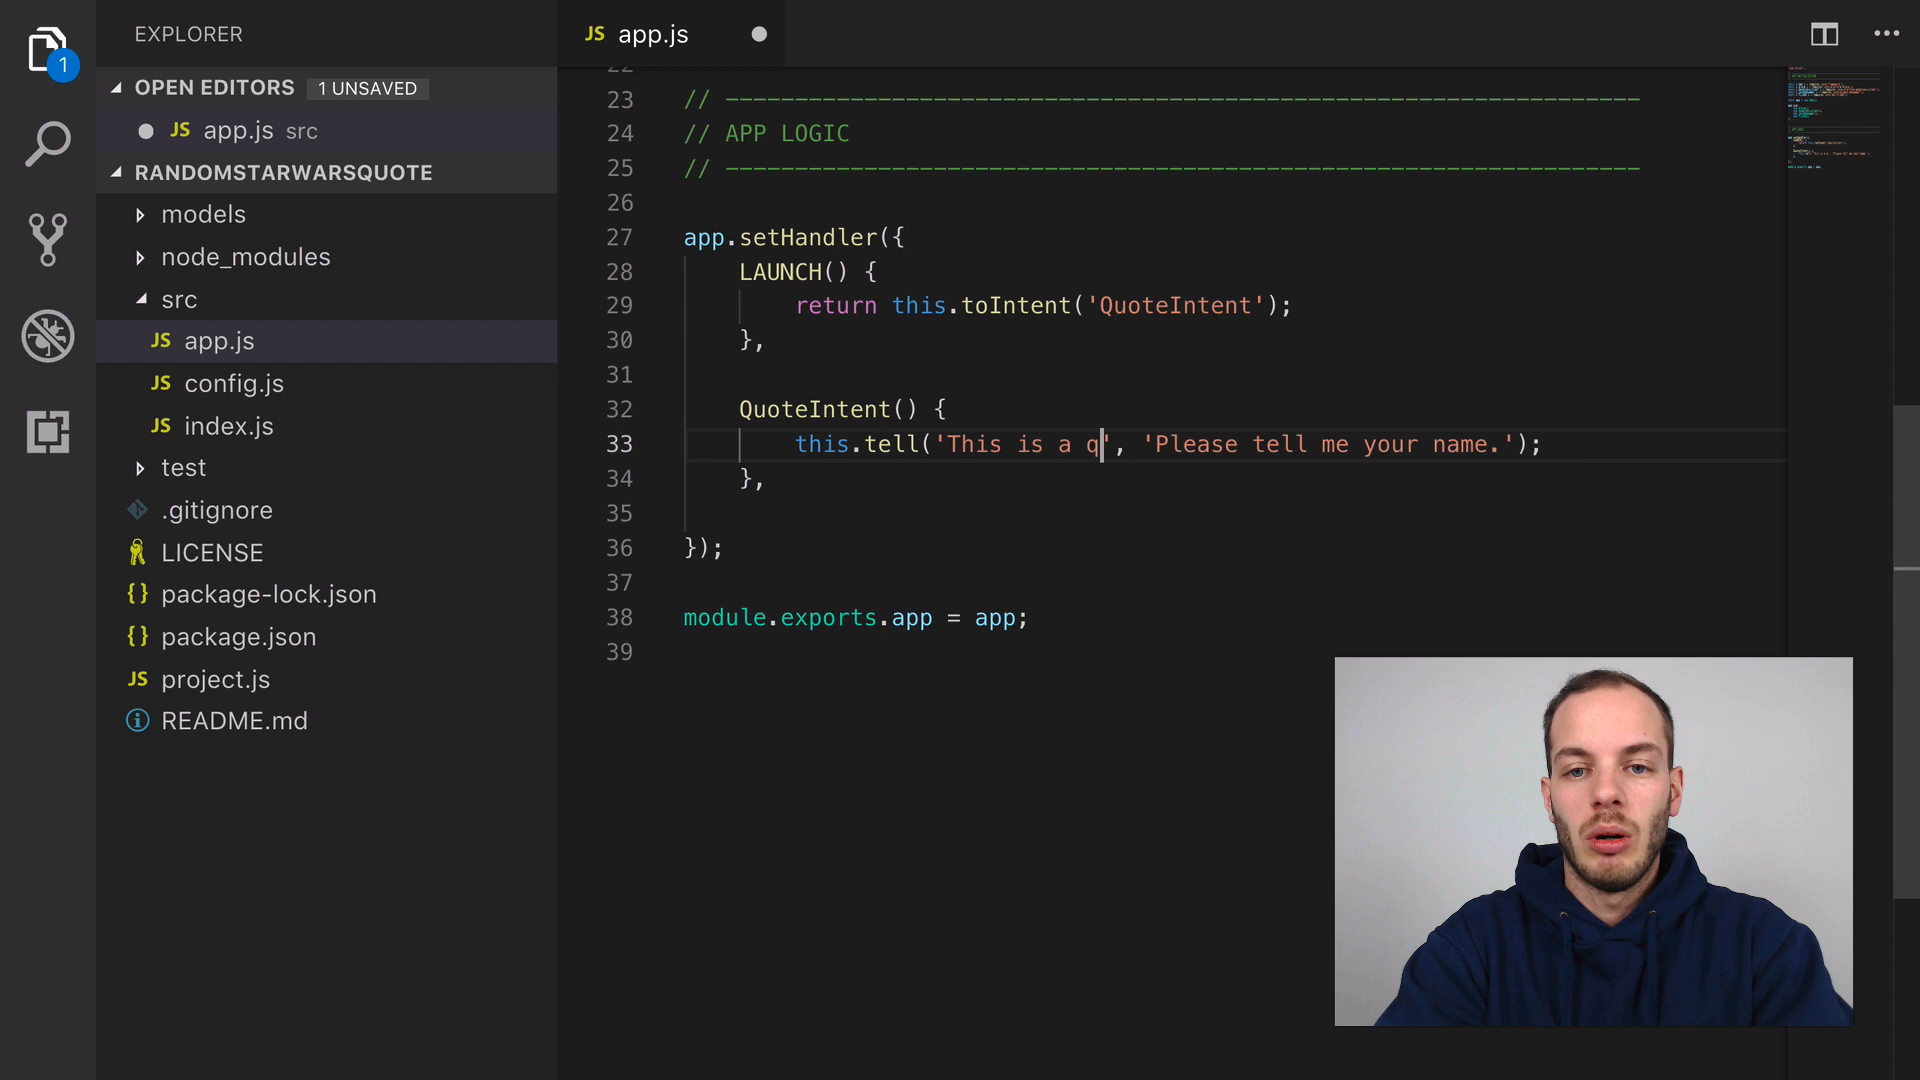 EXPLORER
1
OPEN EDITORS 1 UNSAVED
JS app.js src
RANDOMSTARWARSQUOTE
models
node_modules
src
JS app.js
JS config.js
JS index.js
test
.gitignore
LICENSE
{} package-lock.json
{} package.json
JS project.js
README.md
JS app.js
22
23 // ------------------------------------------------------------------
24 // APP LOGIC
25 // ------------------------------------------------------------------
26
27 app.setHandler({
28 LAUNCH() {
29 return this.toIntent('QuoteIntent');
30 },
31
32 QuoteIntent() {
33 this.tell('This is a q', 'Please tell me your name.');
34 },
35
36 });
37
38 module.exports.app = app;
39